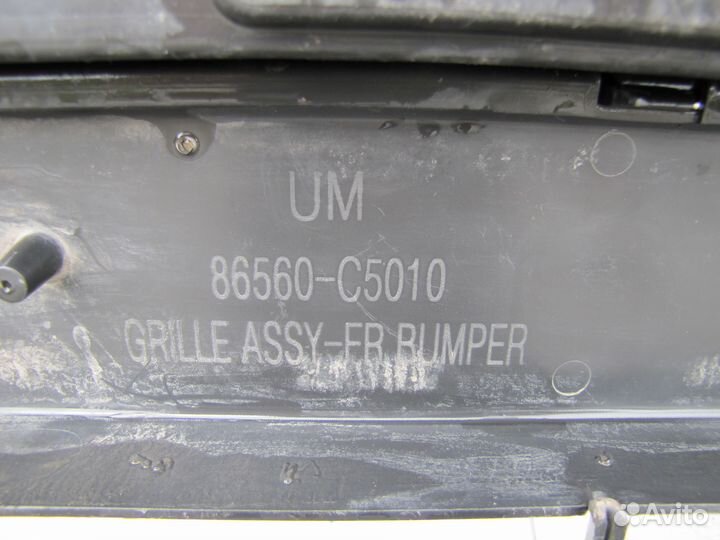 UM
86560-C5010
GRILLE ASSY-FR BUMPER
Avito